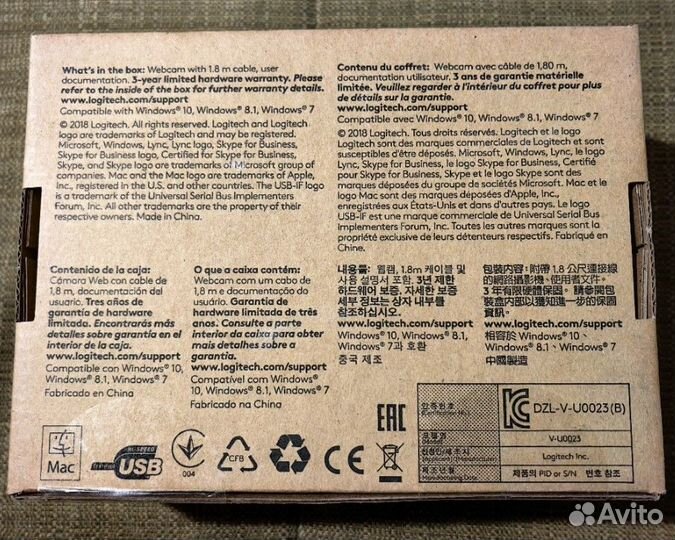 What's in the box: Webcam with 1.8 m cable, user
documentation. 3-year limited hardware warranty. Please
refer to the inside of the box for further warranty details.
www.logitech.com/support
Compatible with Windows® 10, Windows® 8.1, Windows® 7
© 2018 Logitech. All rights reserved. Logitech and Logitech
logo are trademarks of Logitech and may be registered.
Microsoft, Windows, Lync, Lync logo, Skype for Business,
Skype for Business logo, Certified for Skype for Business,
Skype, and Skype logo are trademarks of Microsoft group of
companies. Mac and the Mac logo are trademarks of Apple,
Inc., registered in the U.S. and other countries. The USB-IF logo
is a trademark of the Universal Serial Bus Implementers
Forum, Inc. All other trademarks are the property of their
respective owners. Made in China.
Contenu du coffret: Webcam avec câble de 1,80 m,
documentation utilisateur. 3 ans de garantie matérielle
limitée. Veuillez regarder à l'intérieur du coffret pour plus
de détails sur la garantie.
www.logitech.com/support
Compatible avec Windows® 10, Windows® 8.1, Windows® 7
© 2018 Logitech. Tous droits réservés. Logitech et le logo
Logitech sont des marques commerciales de Logitech et sont
susceptibles d'être déposés. Microsoft, Windows, Lync, le logo
Lync, Skype for Business, le logo Skype for Business, Certifié
pour Skype for Business, Skype et le logo Skype sont des
marques déposées du groupe de sociétés Microsoft. Mac et le
logo Mac sont des marques déposées d'Apple, Inc.,
enregistrées aux États-Unis et dans d'autres pays. Le logo
USB-IF est une marque commerciale de Universal Serial Bus
Implementers Forum, Inc. Toutes les autres marques sont la
propriété exclusive de leurs détenteurs respectifs. Fabriqué en
Chine.
Contenido de la caja:
Cámara Web con cable de
1,8 m, documentación del
usuario. Tres años de
garantía de hardware
limitada. Encontrarás más
detalles sobre garantía en el
interior de la caja.
www.logitech.com/support
Compatible con Windows® 10,
Windows® 8.1, Windows® 7
Fabricado en China
O que a caixa contém:
Webcam com um cabo de
1,8 m e documentação do
usuário. Garantia de
hardware limitada de três
anos. Consulte a parte
interior da caixa para obter
mais detalhes sobre a
garantia.
www.logitech.com/support
Compatível com Windows®
10, Windows® 8.1, Windows® 7
Fabricado na China
내용물: 웹캠, 1.8m 케이블 및
사용 설명서 포함. 3년 제한
하드웨어 보증 자세한 보증
세부 정보는 상자 내부를
참조하십시오.
www.logitech.com/support
Windows® 10, Windows® 8.1,
Windows® 7과 호환
중국 제조
包裝內容: 附帶 1.8 公尺連接線
的網路攝影機、使用者文件。
3 年有限硬體保固。請參閱包
裝盒內部以獲知進一步的保固
資訊。
www.logitech.com/support
相容於 Windows® 10、
Windows® 8.1、Windows® 7
中國製造
Mac
USB
004
CFB
CE
EAC
인증번호
DZL-V-U0023(B)
모델명
V-U0023
신청인/제조자
Logitech Inc.
제조년월
제품의 PID or S/N 번호 참조
Avito